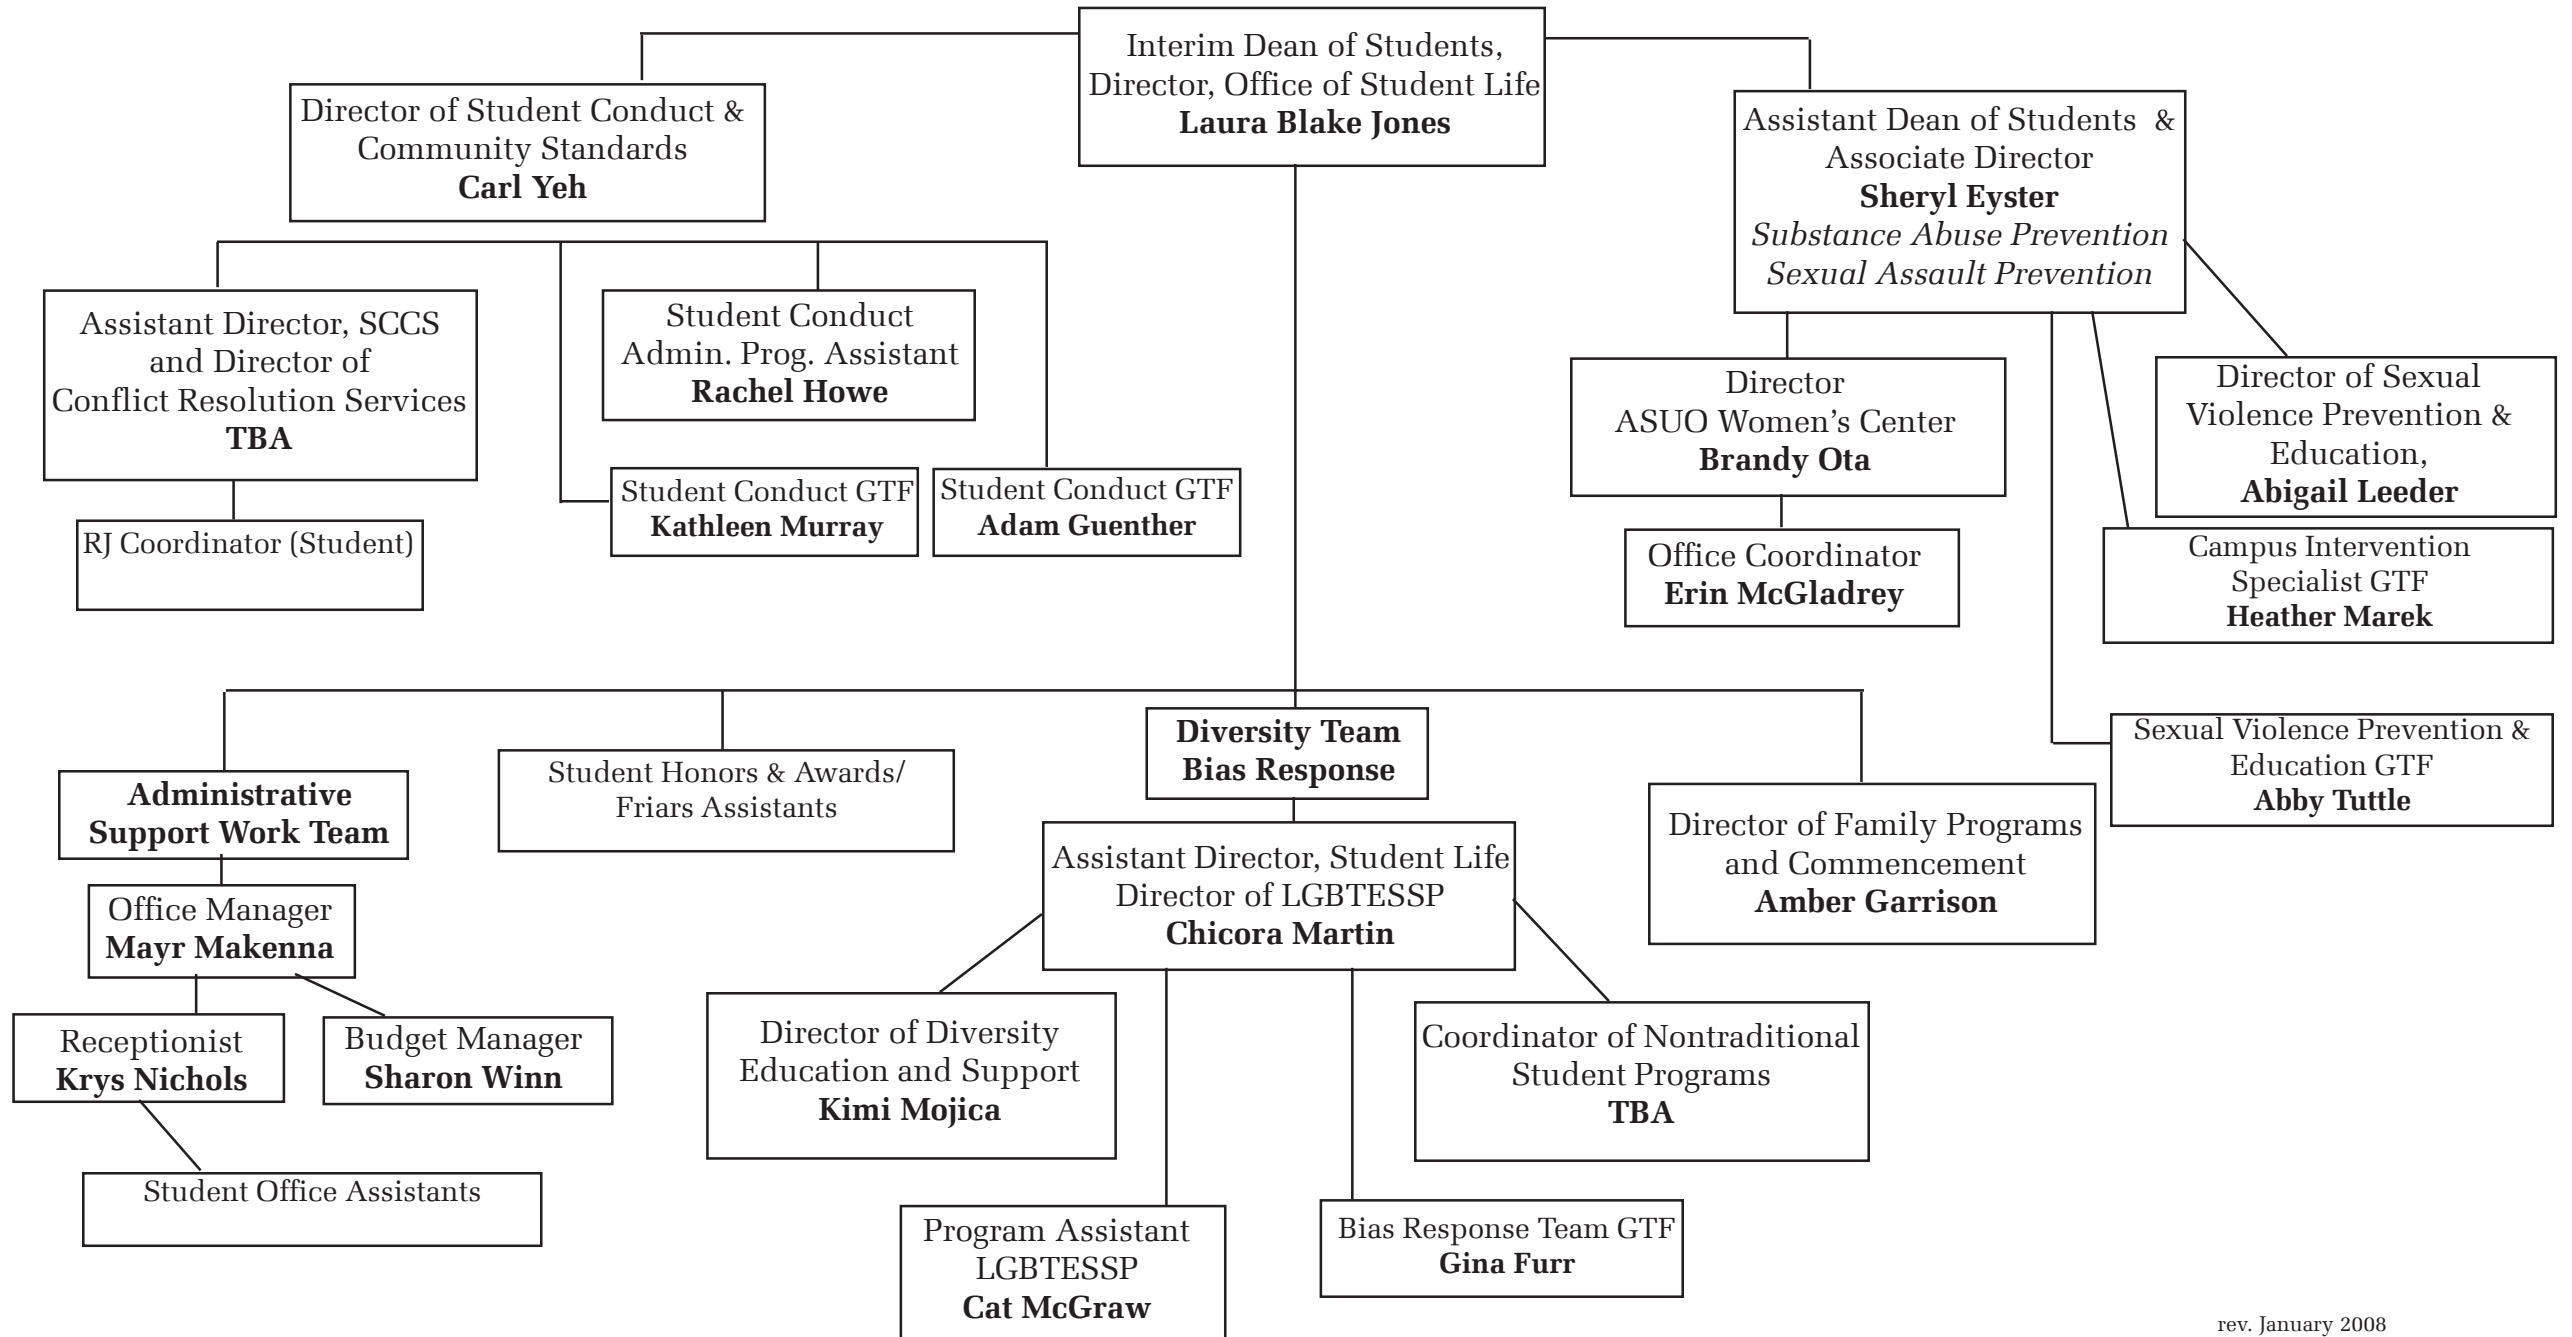 Interim Dean of Students,
Director, Office of Student Life
Laura Blake Jones
Director of Student Conduct &
Community Standards
Carl Yeh
Assistant Dean of Students &
Associate Director
Sheryl Eyster
Substance Abuse Prevention
Sexual Assault Prevention
Assistant Director, SCCS
and Director of
Conflict Resolution Services
TBA
RJ Coordinator (Student)
Student Conduct
Admin. Prog. Assistant
Rachel Howe
Student Conduct GTF
Kathleen Murray
Student Conduct GTF
Adam Guenther
Director
ASUO Women’s Center
Brandy Ota
Office Coordinator
Erin McGladrey
Director of Sexual
Violence Prevention &
Education,
Abigail Leeder
Campus Intervention
Specialist GTF
Heather Marek
Sexual Violence Prevention &
Education GTF
Abby Tuttle
Administrative
Support Work Team
Office Manager
Mayr Makenna
Receptionist
Krys Nichols
Budget Manager
Sharon Winn
Student Office Assistants
Student Honors & Awards/
Friars Assistants
Diversity Team
Bias Response
Assistant Director, Student Life
Director of LGBTESSP
Chicora Martin
Director of Diversity
Education and Support
Kimi Mojica
Program Assistant
LGBTESSP
Cat McGraw
Bias Response Team GTF
Gina Furr
Coordinator of Nontraditional
Student Programs
TBA
Director of Family Programs
and Commencement
Amber Garrison
rev. January 2008